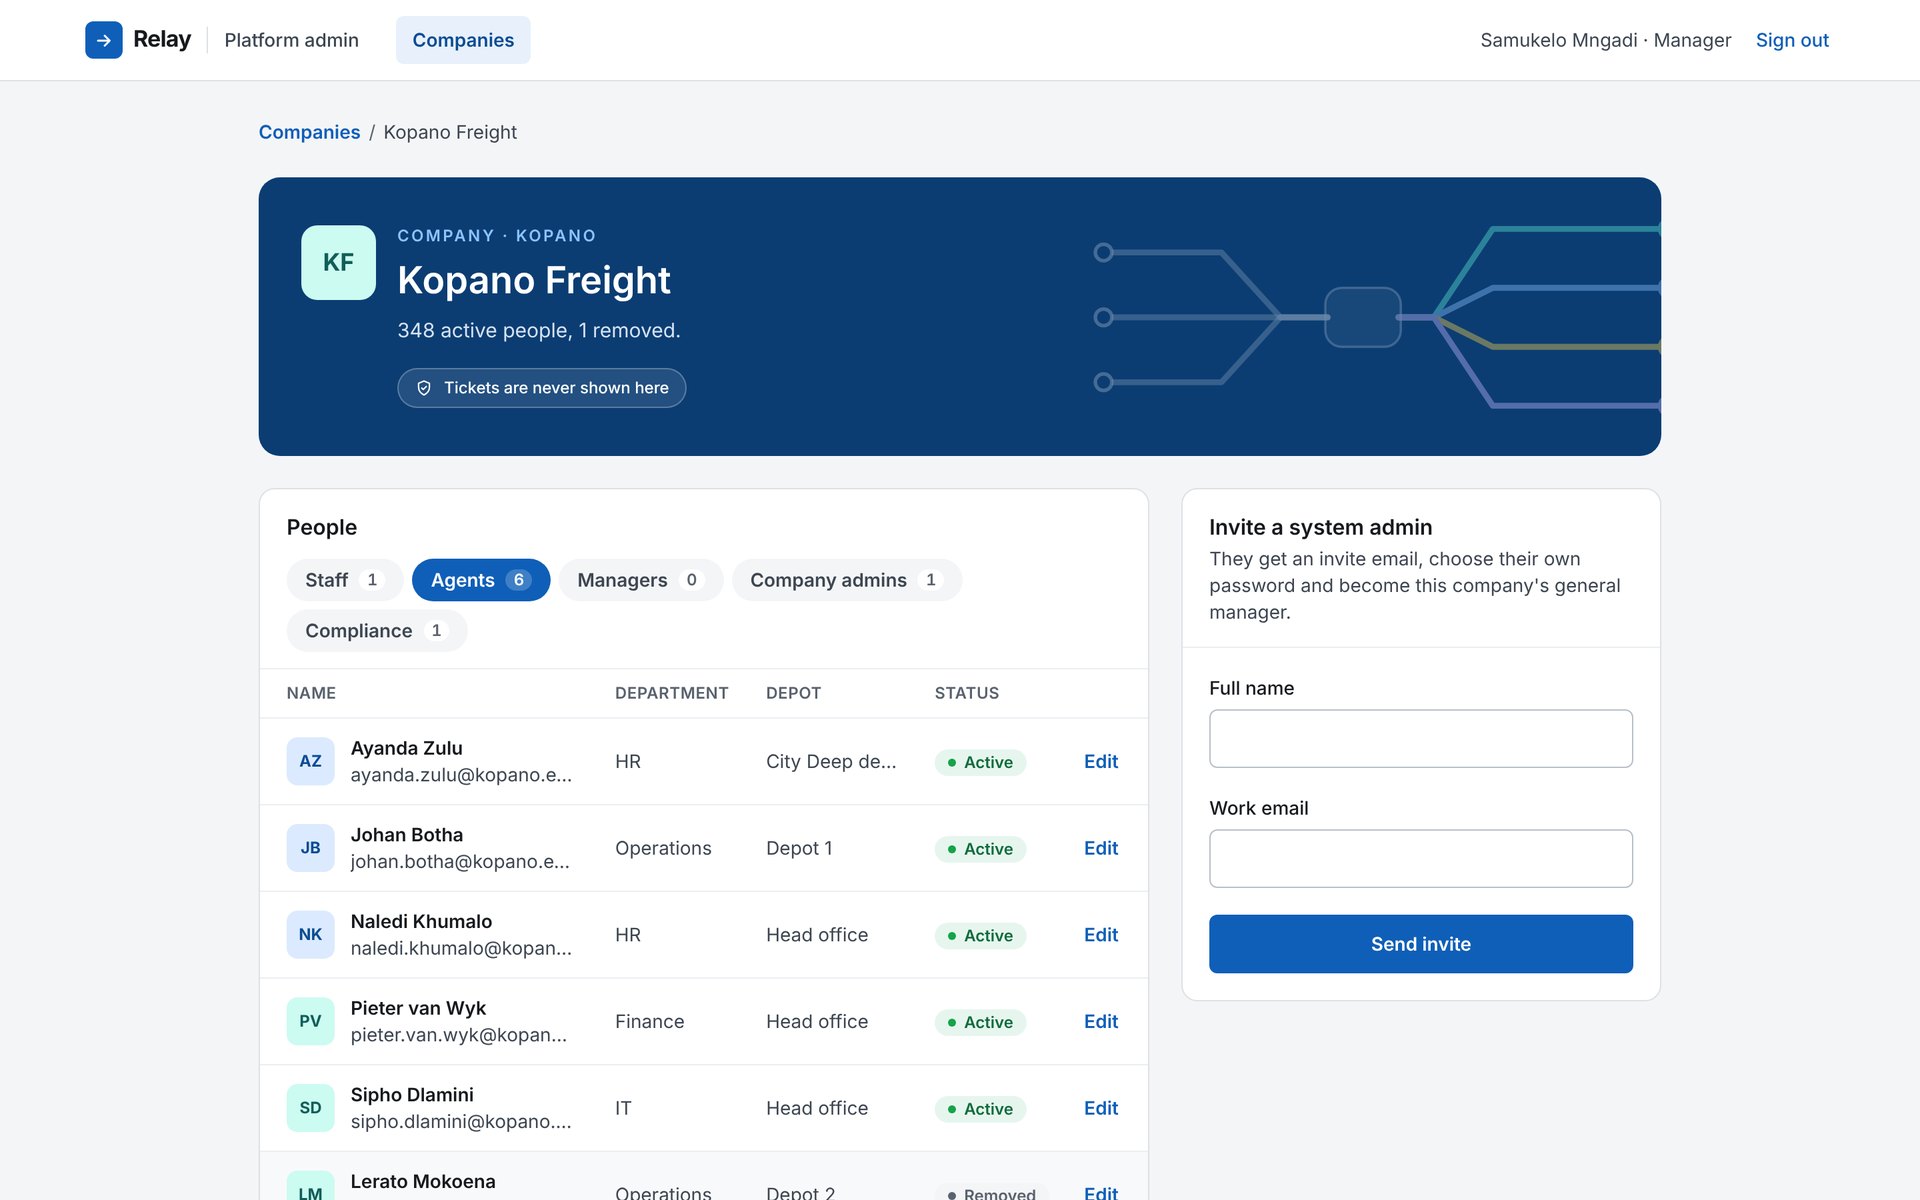 Relay
Platform admin
Companies
Samukelo Mngadi · Manager
Sign out
Companies / Kopano Freight
KF
COMPANY · KOPANO
Kopano Freight
348 active people, 1 removed.
Tickets are never shown here
People
Staff 1
Agents 6
Managers 0
Company admins 1
Compliance 1
NAME DEPARTMENT DEPOT STATUS
AZ
Ayanda Zulu
ayanda.zulu@kopano.e...
HR
City Deep de...
Active
Edit
JB
Johan Botha
johan.botha@kopano.e...
Operations
Depot 1
Active
Edit
NK
Naledi Khumalo
naledi.khumalo@kopan...
HR
Head office
Active
Edit
PV
Pieter van Wyk
pieter.van.wyk@kopan...
Finance
Head office
Active
Edit
SD
Sipho Dlamini
sipho.dlamini@kopano....
IT
Head office
Active
Edit
LM
Lerato Mokoena
Operations
Depot 2
Removed
Edit
Invite a system admin
They get an invite email, choose their own
password and become this company's general
manager.
Full name
Work email
Send invite